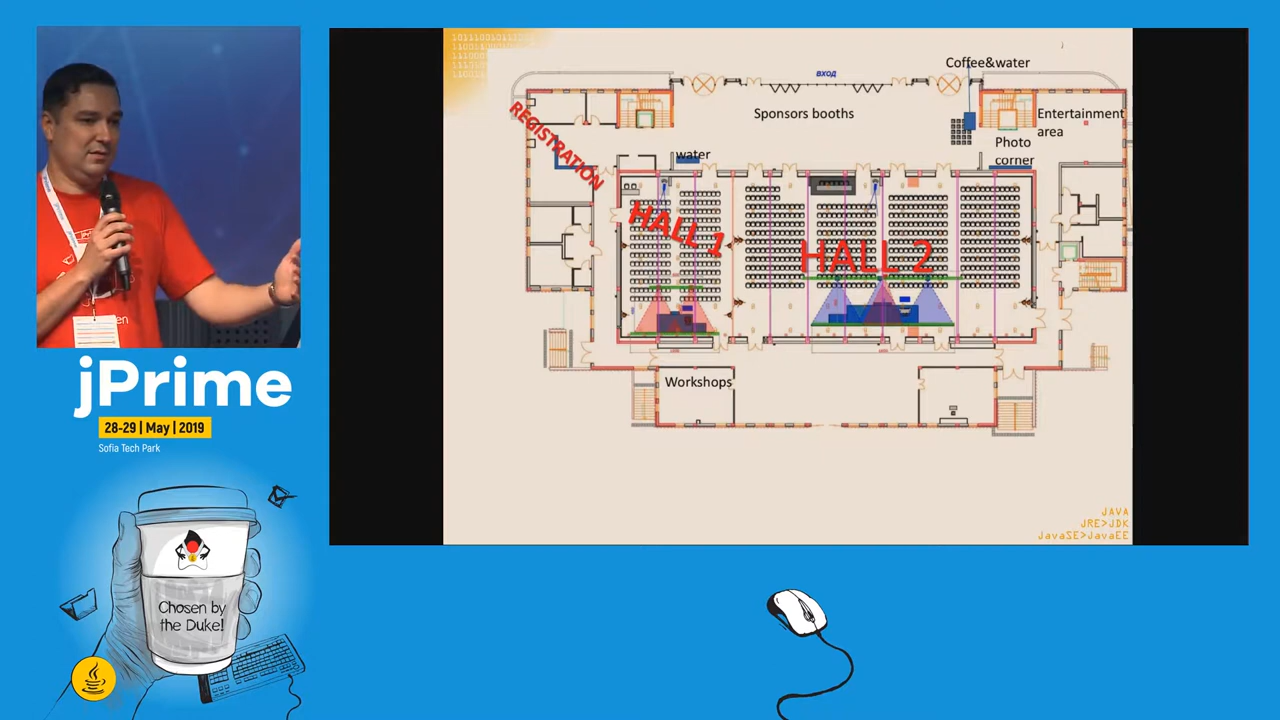 jPrime
28-29 | May | 2019
Sofia Tech Park
Chosen by
the Duke!
вход
Coffee&water
Sponsors booths
Entertainment
area
Photo
corner
water
REGISTRATION
HALL 1
HALL 2
Workshops
JAVA
JRE>JDK
JavaSE>JavaEE